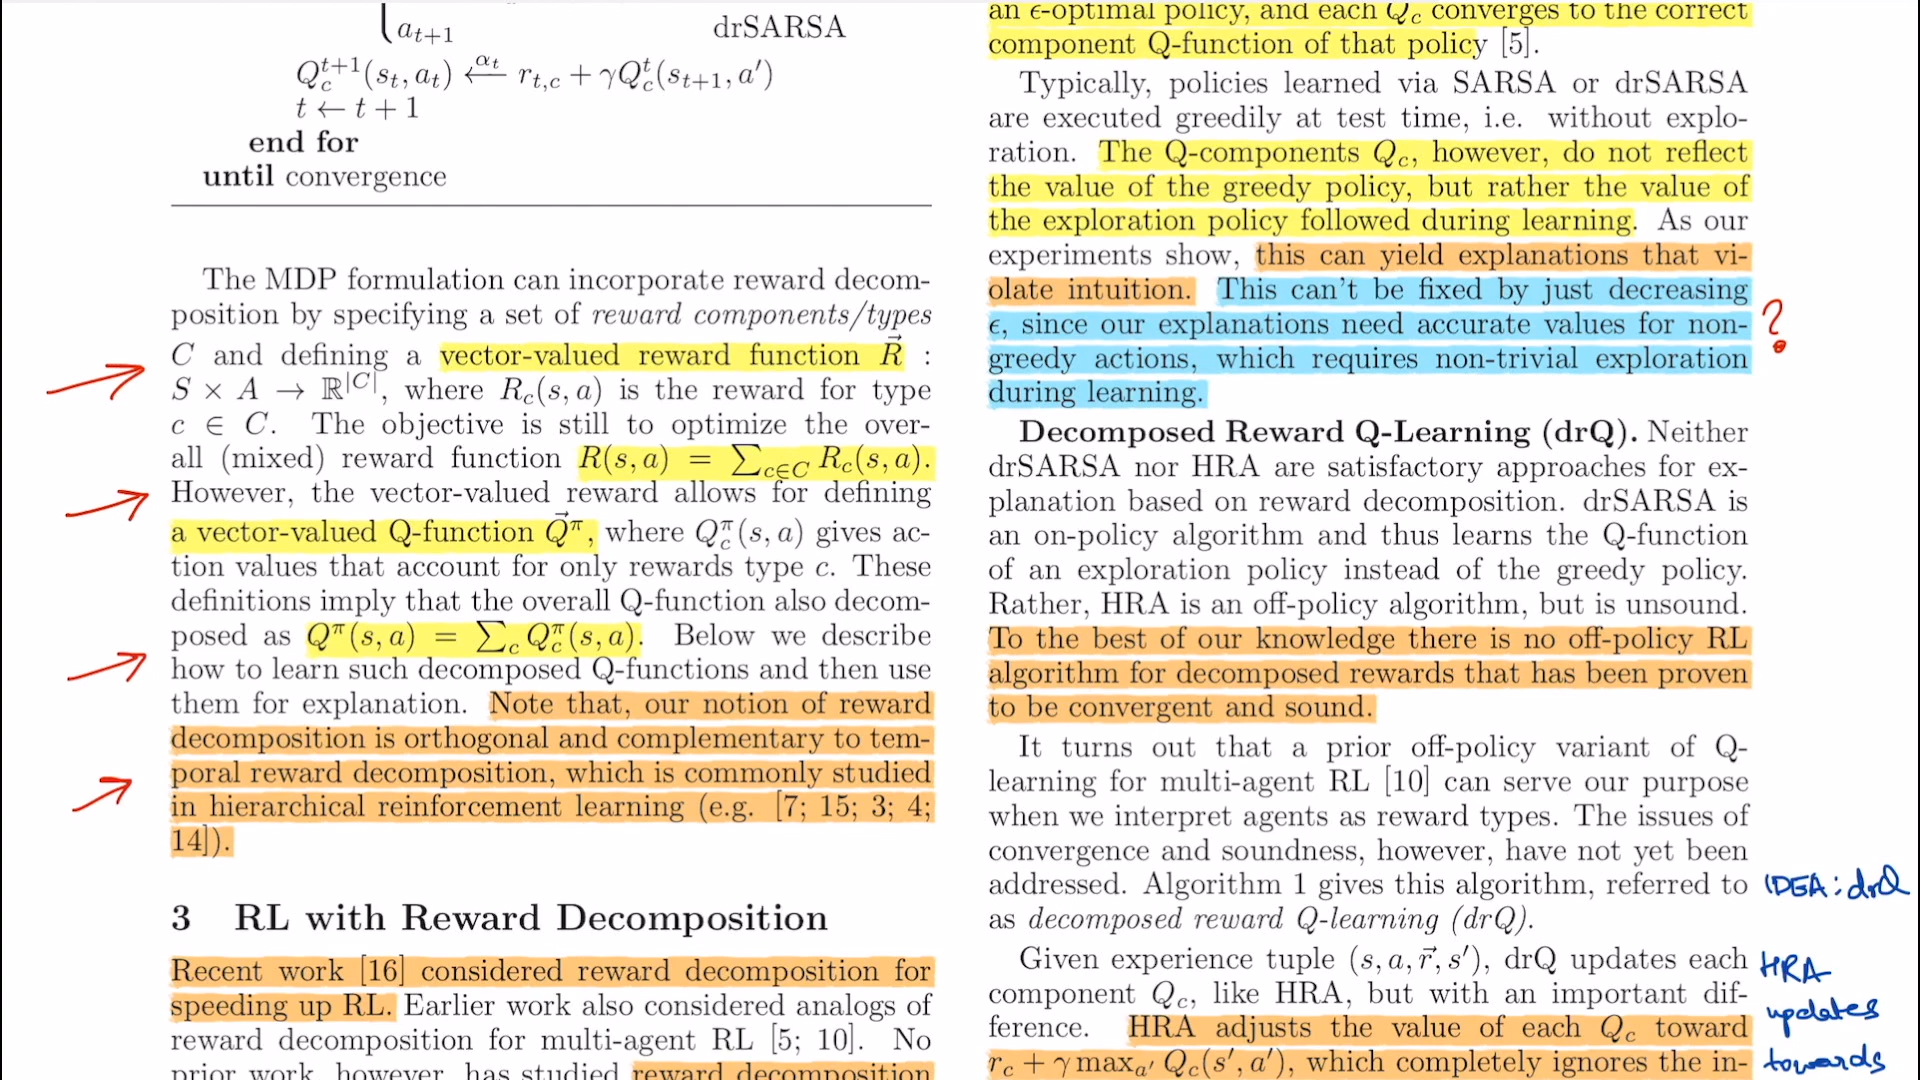 a_{t+1} drSARSA
Q_c^{t+1}(s_t, a_t) ⟵^{α_t} r_{t,c} + γQ_c^t(s_{t+1}, a′)
t ← t + 1
end for
until convergence
The MDP formulation can incorporate reward decom-
position by specifying a set of reward components/types
C and defining a vector-valued reward function R⃗ :
S × A → ℝ^{|C|}, where R_c(s, a) is the reward for type
c ∈ C. The objective is still to optimize the over-
all (mixed) reward function R(s, a) = ∑_{c∈C} R_c(s, a).
However, the vector-valued reward allows for defining
a vector-valued Q-function Q⃗^π, where Q_c^π(s, a) gives ac-
tion values that account for only rewards type c. These
definitions imply that the overall Q-function also decom-
posed as Q^π(s, a) = ∑_c Q_c^π(s, a). Below we describe
how to learn such decomposed Q-functions and then use
them for explanation. Note that, our notion of reward
decomposition is orthogonal and complementary to tem-
poral reward decomposition, which is commonly studied
in hierarchical reinforcement learning (e.g. [7; 15; 3; 4;
14]).
3 RL with Reward Decomposition
Recent work [16] considered reward decomposition for
speeding up RL. Earlier work also considered analogs of
reward decomposition for multi-agent RL [5; 10]. No
prior work, however, has studied reward decomposition
an ϵ-optimal policy, and each Q_c converges to the correct
component Q-function of that policy [5].
Typically, policies learned via SARSA or drSARSA
are executed greedily at test time, i.e. without explo-
ration. The Q-components Q_c, however, do not reflect
the value of the greedy policy, but rather the value of
the exploration policy followed during learning. As our
experiments show, this can yield explanations that vi-
olate intuition. This can't be fixed by just decreasing
ϵ, since our explanations need accurate values for non-
greedy actions, which requires non-trivial exploration
during learning.
?
Decomposed Reward Q-Learning (drQ). Neither
drSARSA nor HRA are satisfactory approaches for ex-
planation based on reward decomposition. drSARSA is
an on-policy algorithm and thus learns the Q-function
of an exploration policy instead of the greedy policy.
Rather, HRA is an off-policy algorithm, but is unsound.
To the best of our knowledge there is no off-policy RL
algorithm for decomposed rewards that has been proven
to be convergent and sound.
It turns out that a prior off-policy variant of Q-
learning for multi-agent RL [10] can serve our purpose
when we interpret agents as reward types. The issues of
convergence and soundness, however, have not yet been
addressed. Algorithm 1 gives this algorithm, referred to
as decomposed reward Q-learning (drQ).
IDEA: drQ
Given experience tuple (s, a, r⃗, s′), drQ updates each
component Q_c, like HRA, but with an important dif-
ference. HRA adjusts the value of each Q_c toward
r_c + γ max_{a′} Q_c(s′, a′), which completely ignores the in-
HRA
updates
towards